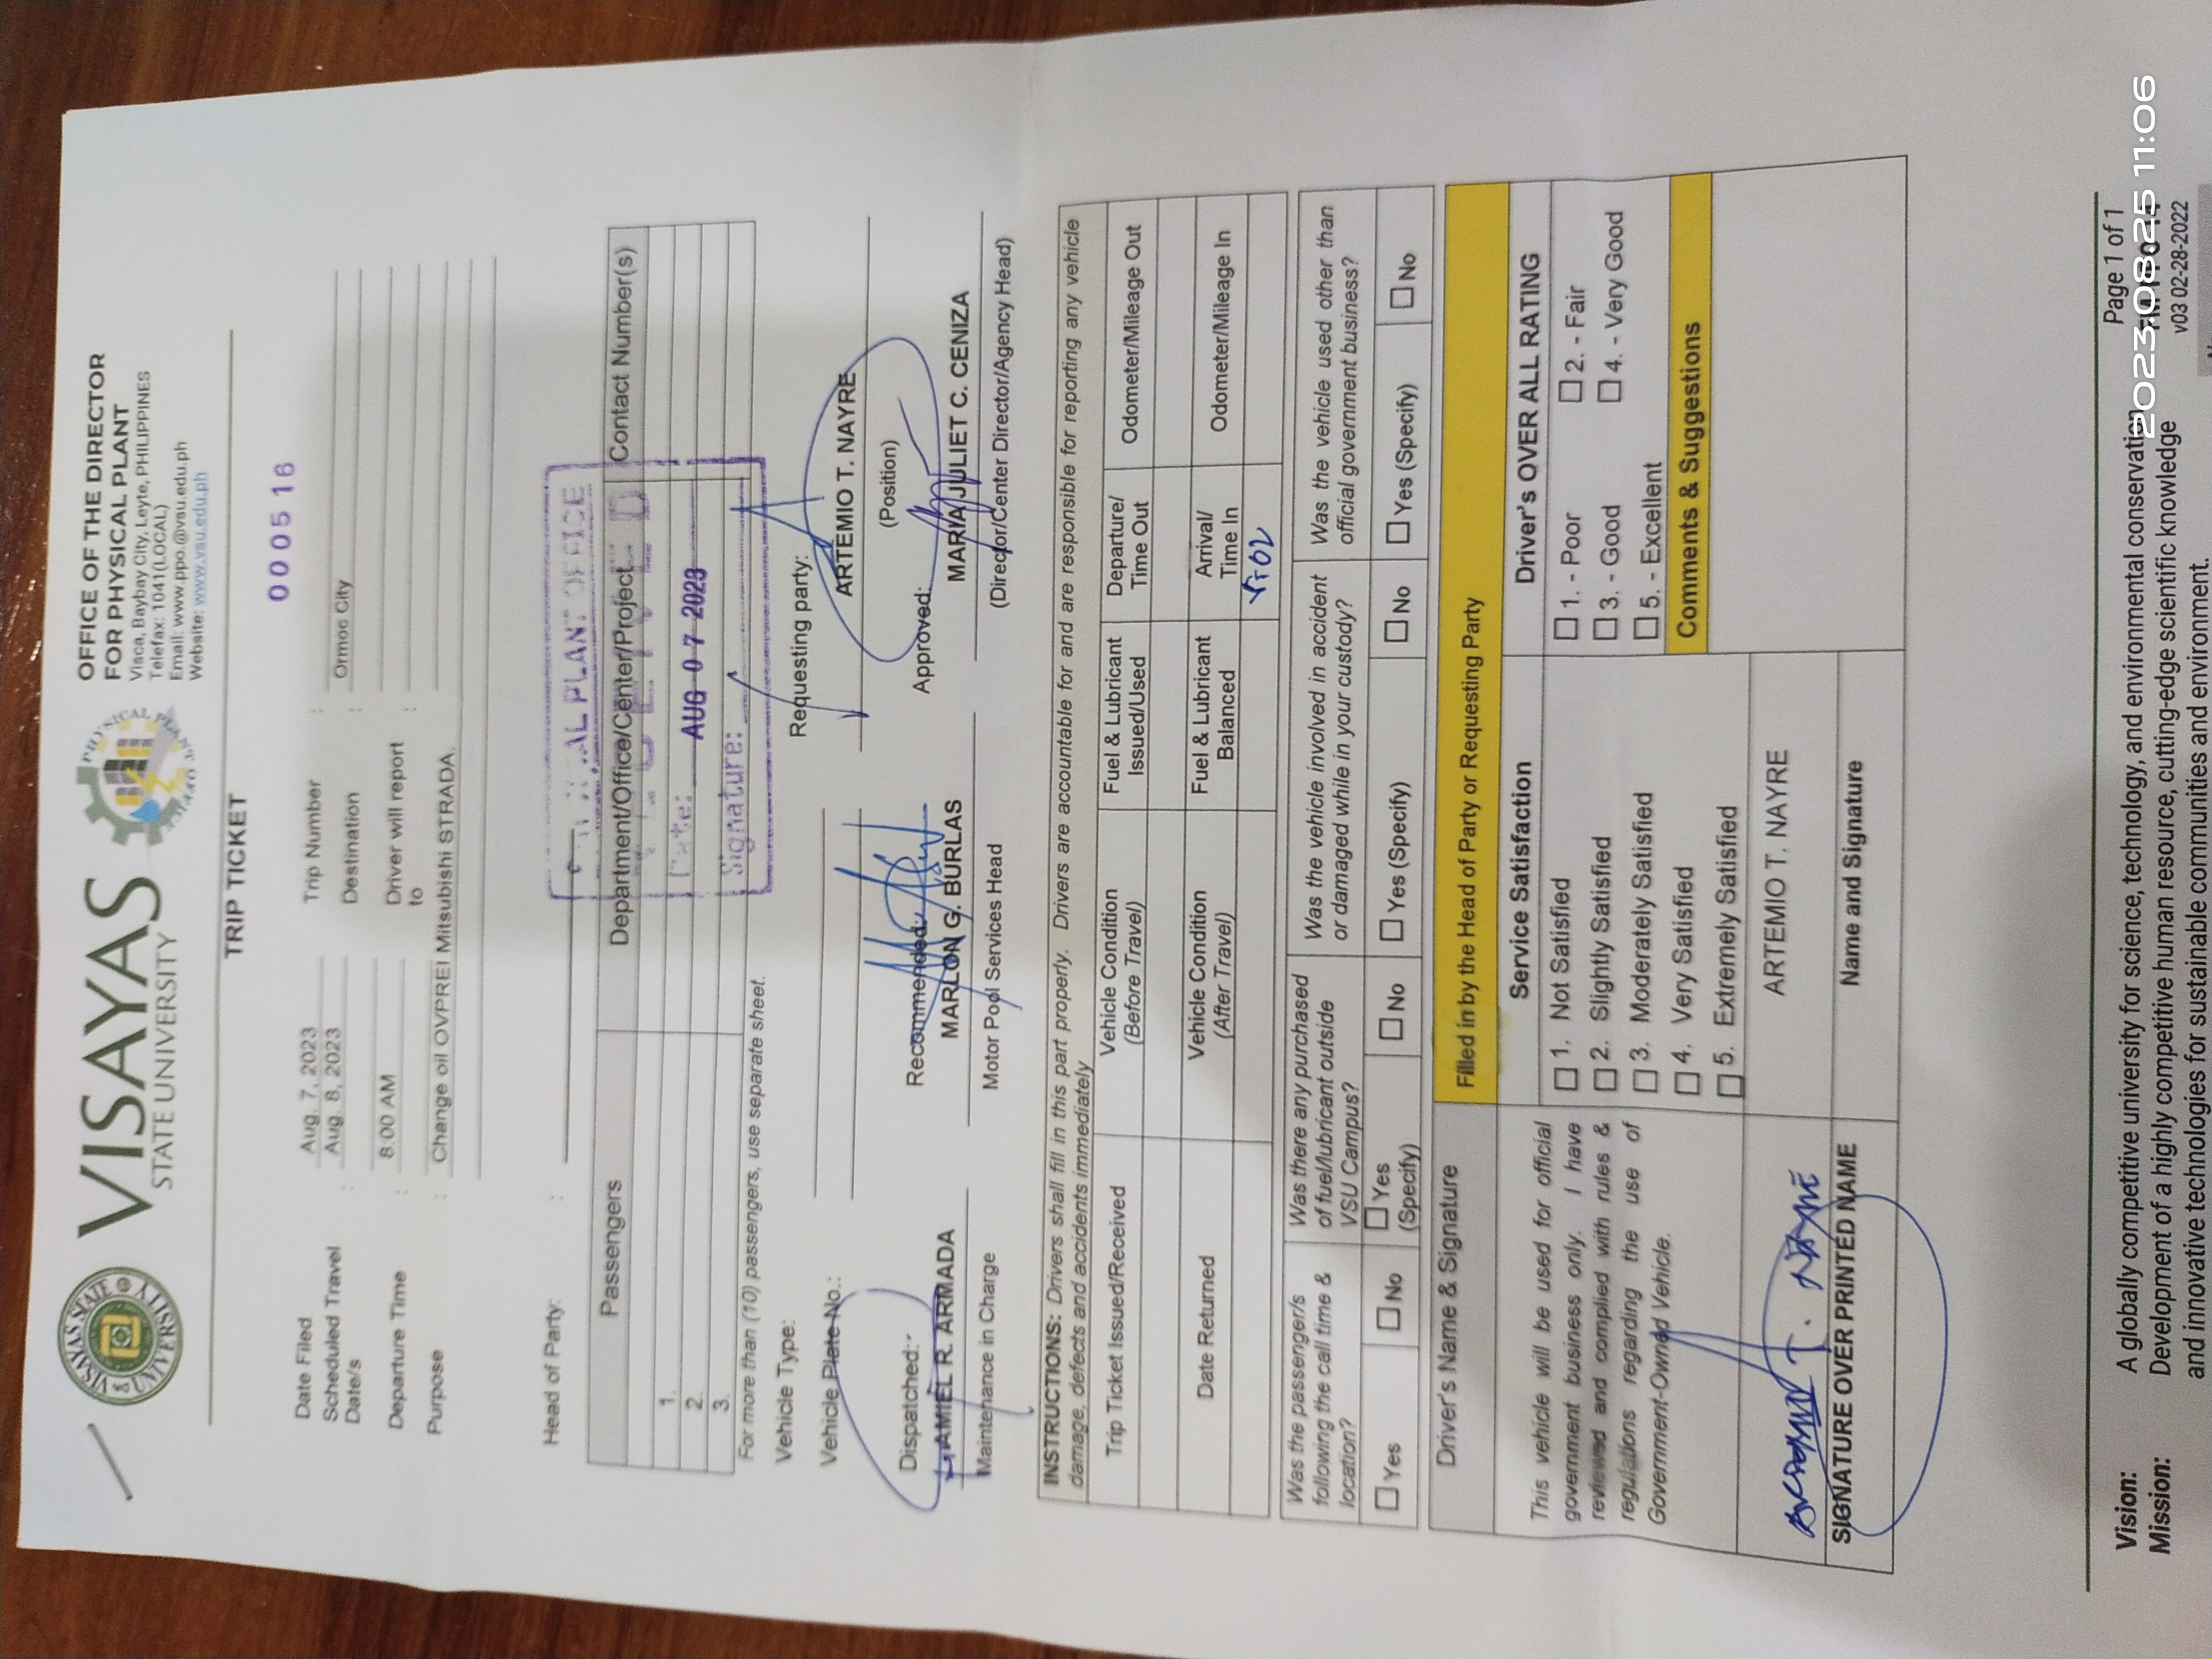 VISAYAS
STATE UNIVERSITY
OFFICE OF THE DIRECTOR
FOR PHYSICAL PLANT
Visca, Baybay City, Leyte, PHILIPPINES
Telefax: 1041(LOCAL)
Email: www.ppo.@vsu.edu.ph
Website: www.vsu.edu.ph
TRIP TICKET
000516
Date Filed Aug. 7, 2023 Trip Number :
Scheduled Travel Date/s : Aug. 8, 2023 Destination : Ormoc City
Departure Time : 8:00 AM Driver will report to :
Purpose : Change oil OVPREI Mitsubishi STRADA.
Head of Party: :
PLANT OFFICE
Date: AUG 07 2023
Signature:
Passengers Department/Office/Center/Project Contact Number(s)
1.
2.
3.
For more than (10) passengers, use separate sheet.
Vehicle Type:
Vehicle Plate No.:
Requesting party:
ARTEMIO T. NAYRE
(Position)
Dispatched: Recommended: Approved:
AMIEL R. ARMADA MARLON G. BURLAS MARIA JULIET C. CENIZA
Maintenance in Charge Motor Pool Services Head (Director/Center Director/Agency Head)
INSTRUCTIONS: Drivers shall fill in this part properly. Drivers are accountable for and are responsible for reporting any vehicle
damage, defects and accidents immediately
Trip Ticket Issued/Received Vehicle Condition (Before Travel) Fuel & Lubricant Issued/Used Departure/ Time Out Odometer/Mileage Out
Date Returned Vehicle Condition (After Travel) Fuel & Lubricant Balanced Arrival/ Time In Odometer/Mileage In
Was the passenger/s following the call time & location? Was there any purchased of fuel/lubricant outside VSU Campus? Was the vehicle involved in accident or damaged while in your custody? Was the vehicle used other than official government business?
☐ Yes ☐ No ☐ Yes (Specify) ☐ No ☐ Yes (Specify) ☐ No ☐ Yes (Specify) ☐ No
Driver's Name & Signature Filled in by the Head of Party or Requesting Party
This vehicle will be used for official
government business only. I have
reviewed and complied with rules &
regulations regarding the use of
Government-Owned Vehicle.
Service Satisfaction
☐ 1. Not Satisfied
☐ 2. Slightly Satisfied
☐ 3. Moderately Satisfied
☐ 4. Very Satisfied
☐ 5. Extremely Satisfied
Driver's OVER ALL RATING
☐ 1. - Poor ☐ 2. - Fair
☐ 3. - Good ☐ 4. - Very Good
☐ 5. - Excellent
Comments & Suggestions
ARTEMIO T. NAYRE
SIGNATURE OVER PRINTED NAME Name and Signature
Vision: A globally competitive university for science, technology, and environmental conservation.
Mission: Development of a highly competitive human resource, cutting-edge scientific knowledge
and innovative technologies for sustainable communities and environment.
Page 1 of 1
v03 02-28-2022
2023.08.25 11:06